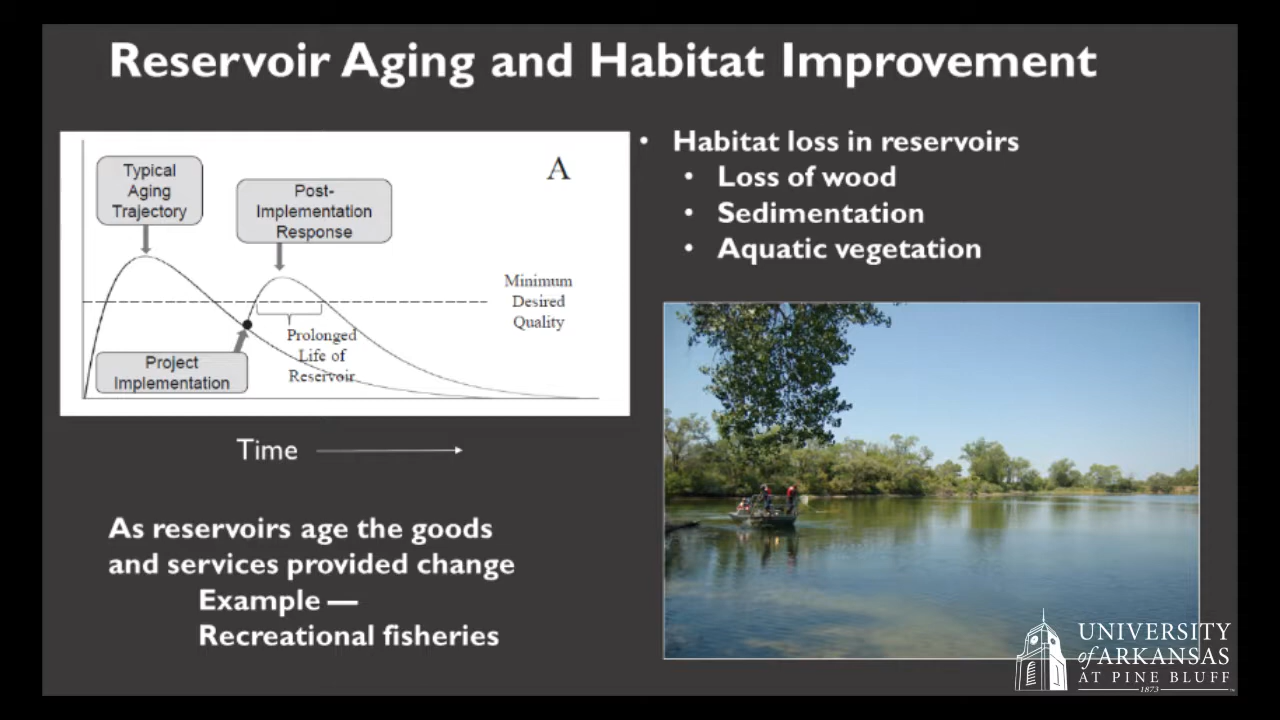 Reservoir Aging and Habitat Improvement
Typical
Aging
Trajectory
Post-
Implementation
Response
A
Minimum
Desired
Quality
Prolonged
Life of
Reservoir
Project
Implementation
Time
As reservoirs age the goods
and services provided change
Example —
Recreational fisheries
• Habitat loss in reservoirs
• Loss of wood
• Sedimentation
• Aquatic vegetation
UNIVERSITY
of ARKANSAS
AT PINE BLUFF
1873